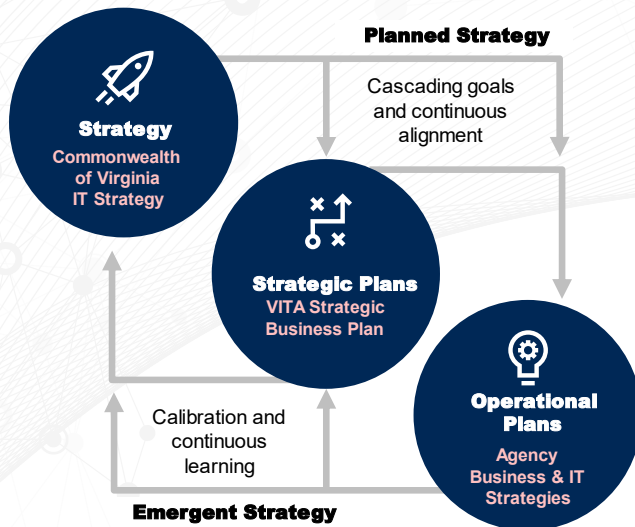 Planned Strategy
Cascading goals
and continuous
alignment
Strategy
Commonwealth
of Virginia
IT Strategy
Strategic Plans
VITA Strategic
Business Plan
Operational
Plans
Agency
Business & IT
Strategies
Calibration and
continuous
learning
Emergent Strategy